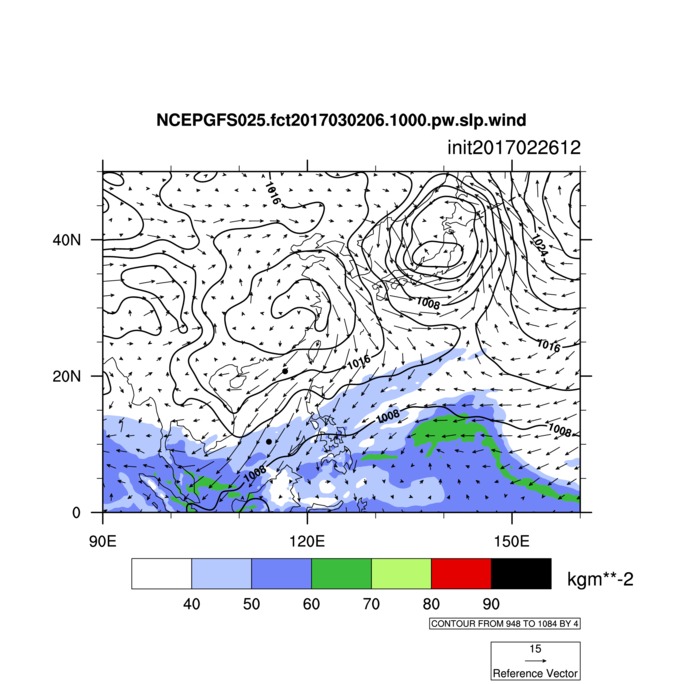 NCEPGFS025.fct2017030206.1000.pw.slp.wind
init2017022612
1016
40N
1024
1008
1016
1016
20N
1008
1008
1008
0
90E 120E 150E
kgm**-2
40 50 60 70 80 90
CONTOUR FROM 948 TO 1084 BY 4
15
Reference Vector